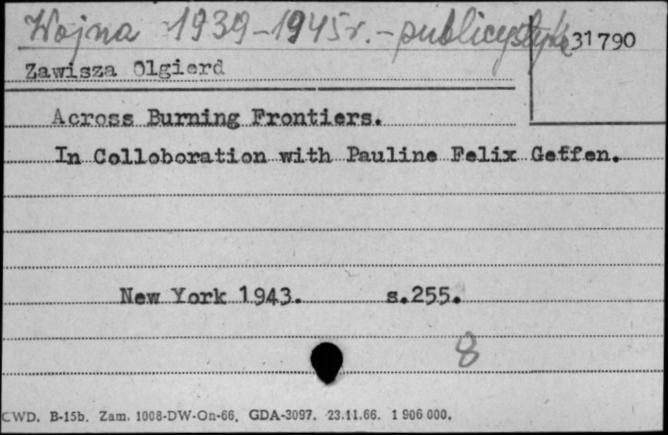 Wojna 1939-1945r. - publicystyka
31790
Zawisza Olgierd
Across Burning Frontiers.
In Colloboration with Pauline Felix Geffen.
New York 1943. s.255.
8
CWD. B-15b. Zam. 1008-DW-On-66. GDA-3097. 23.11.66. 1 906 000.